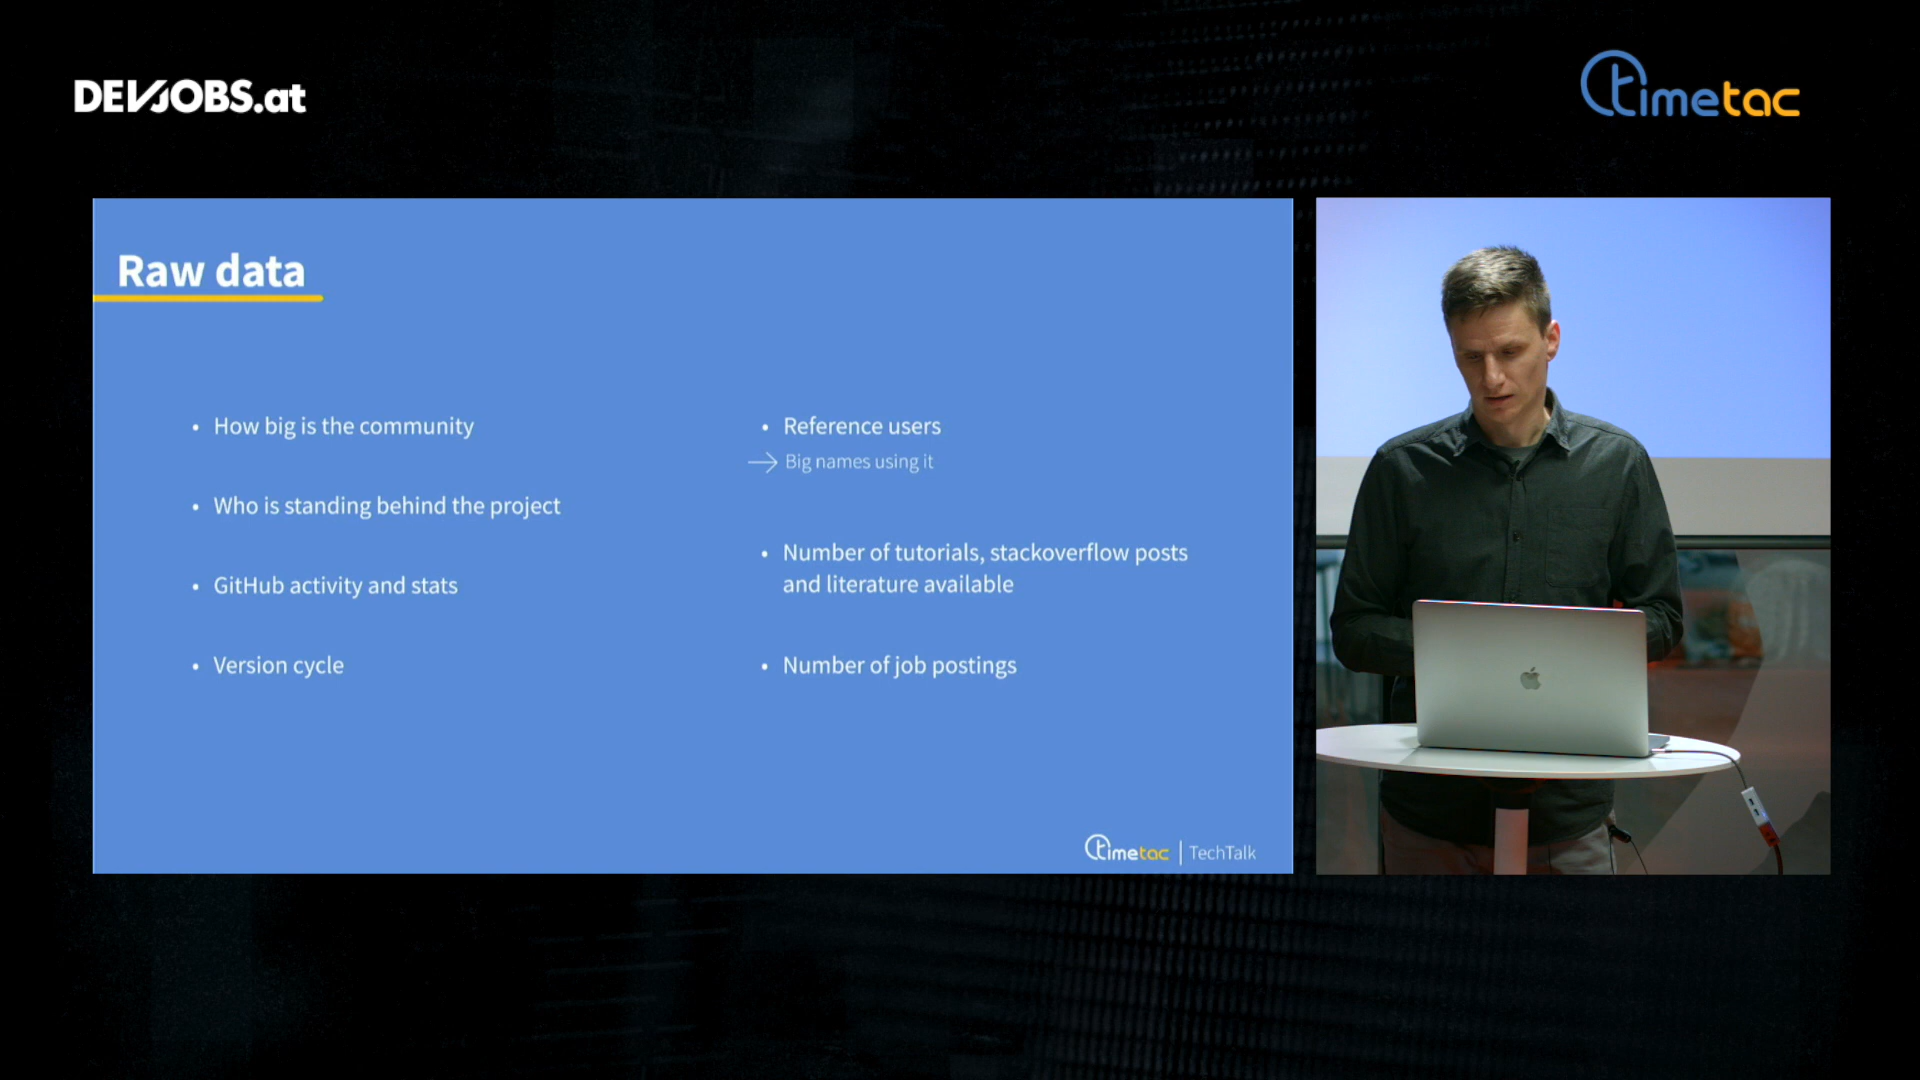 DEVJOBS.at
timetac
Raw data
• How big is the community
• Who is standing behind the project
• GitHub activity and stats
• Version cycle
• Reference users
→ Big names using it
• Number of tutorials, stackoverflow posts
and literature available
• Number of job postings
timetac | TechTalk